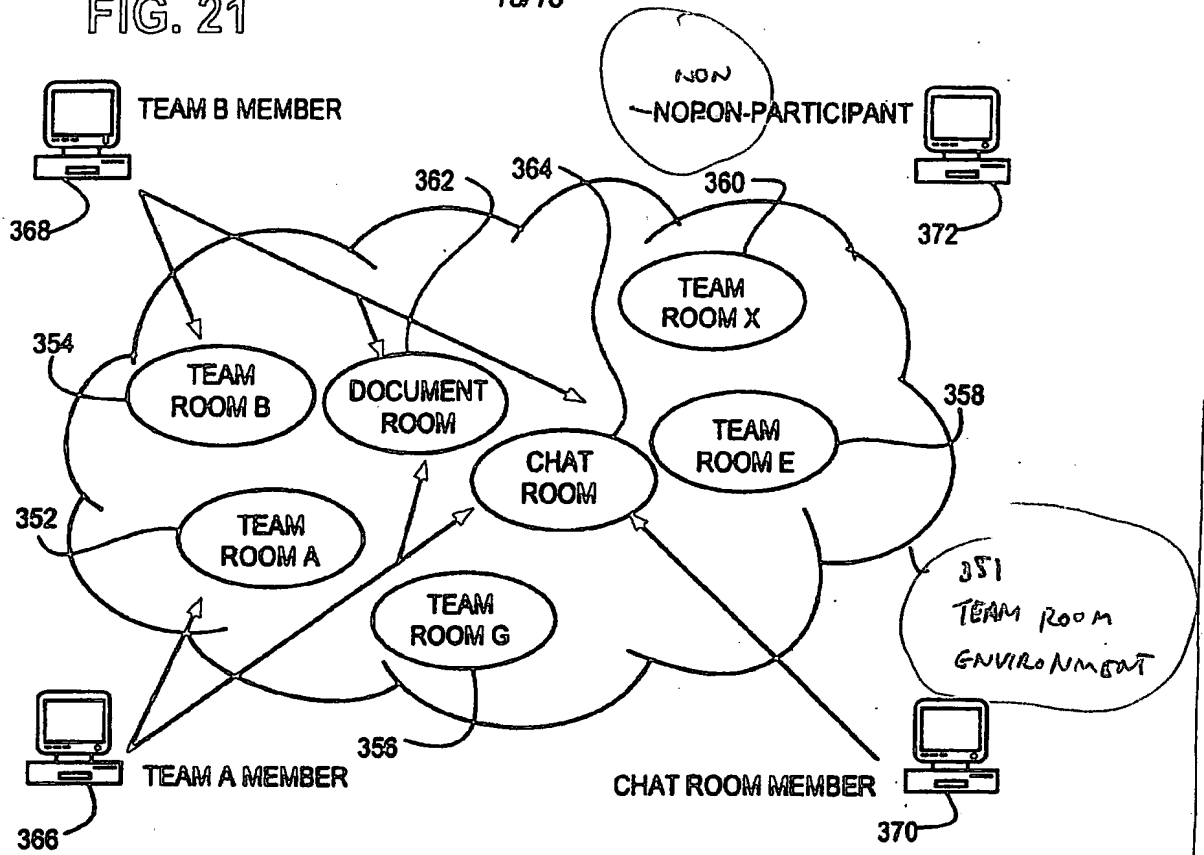 FIG. 21
NON
NOPON-PARTICIPANT
TEAM B MEMBER
362
364
360
368
372
TEAM
ROOM X
354
TEAM
ROOM B
DOCUMENT
ROOM
358
TEAM
ROOM E
CHAT
ROOM
352
TEAM
ROOM A
351
TEAM ROOM
ENVIRONMENT
TEAM
ROOM G
356
TEAM A MEMBER
CHAT ROOM MEMBER
366
370